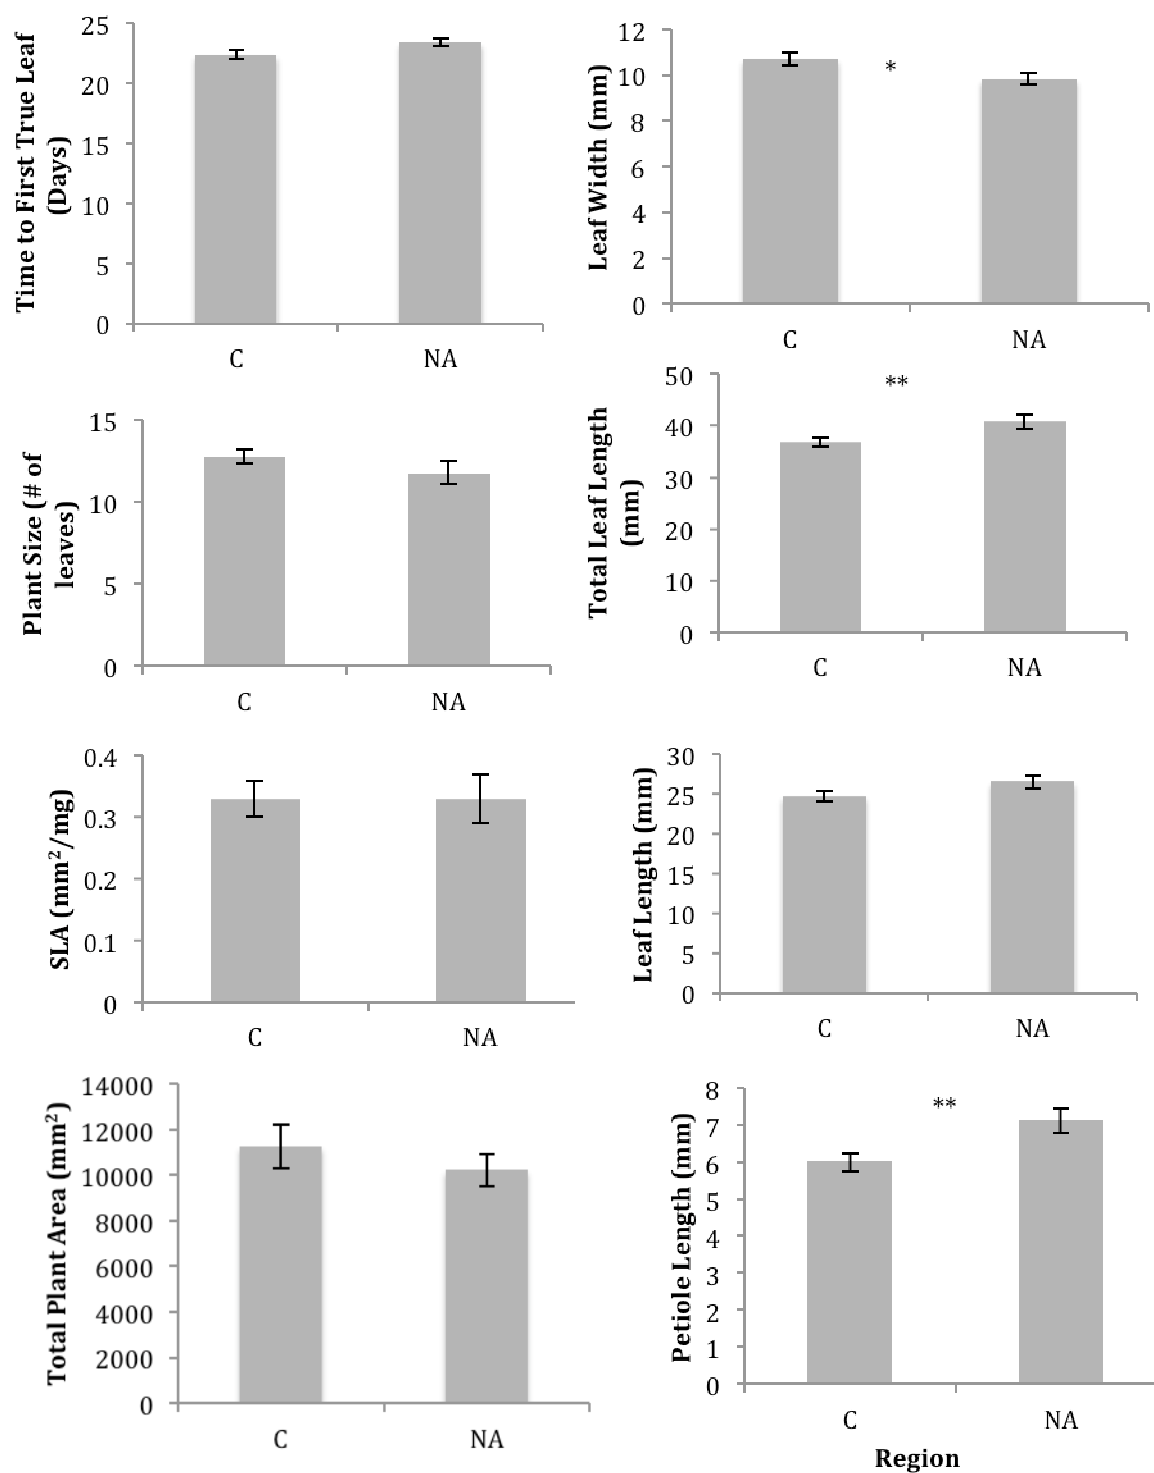 Time to First True Leaf
(Days)
25
20
15
10
5
0
C NA
Leaf Width (mm)
12
10
8
6
4
2
0
*
C NA
Plant Size (# of
leaves)
15
10
5
0
C NA
Total Leaf Length
(mm)
50
40
30
20
10
0
**
C NA
SLA (mm²/mg)
0.4
0.3
0.2
0.1
0
C NA
Leaf Length (mm)
30
25
20
15
10
5
0
C NA
Total Plant Area (mm²)
14000
12000
10000
8000
6000
4000
2000
0
C NA
Petiole Length (mm)
8
7
6
5
4
3
2
1
0
**
C NA
Region